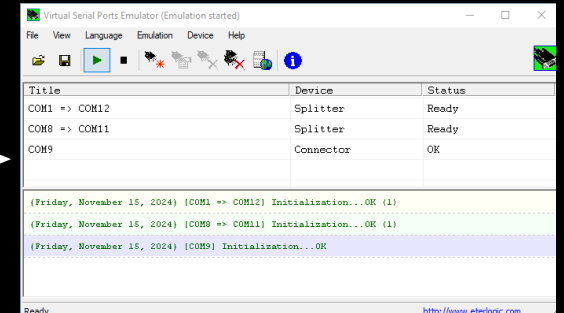 Virtual Serial Ports Emulator (Emulation started)
File View Language Emulation Device Help
Title Device Status
COM1 => COM12 Splitter Ready
COM8 => COM11 Splitter Ready
COM9 Connector OK
(Friday, November 15, 2024) [COM1 => COM12] Initialization...OK (1)
(Friday, November 15, 2024) [COM8 => COM11] Initialization...OK (1)
(Friday, November 15, 2024) [COM9] Initialization...OK
Ready http://www.eterlogic.com